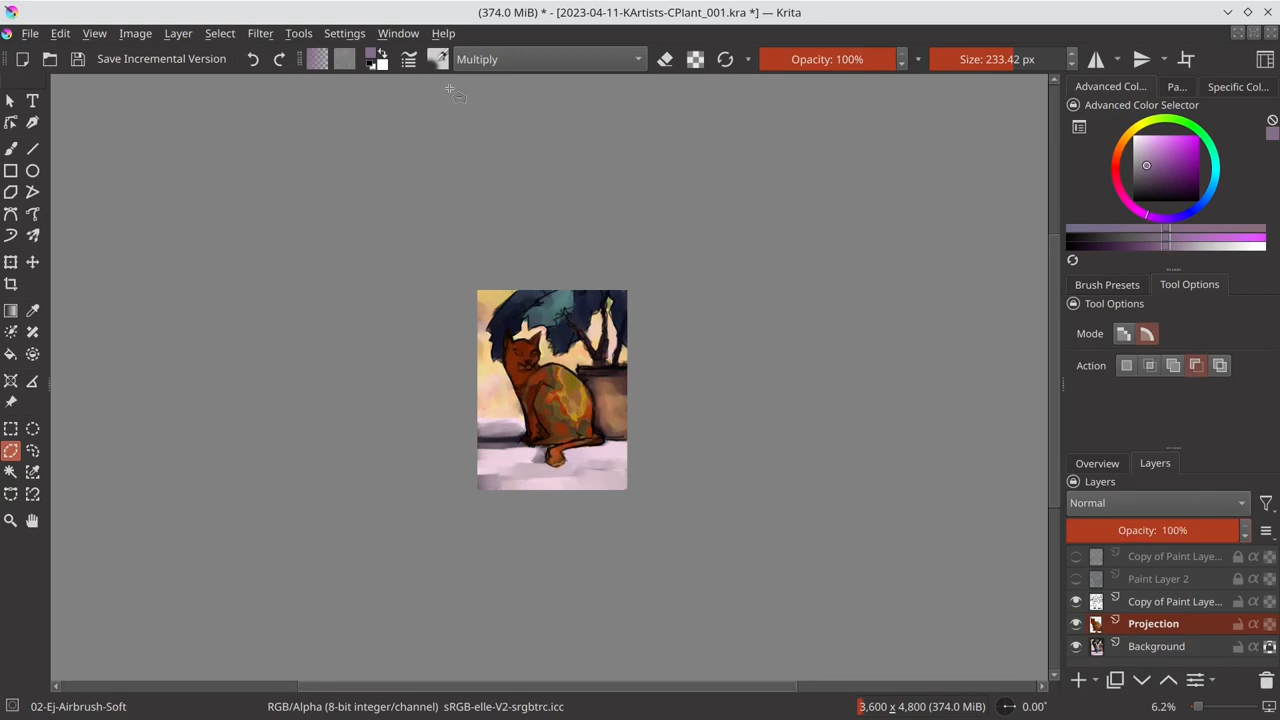 (374.0 MiB) * - [2023-04-11-KArtists-CPlant_001.kra *] — Krita
File Edit View Image Layer Select Filter Tools Settings Window Help
Save Incremental Version Multiply Opacity: 100% Size: 233.42 px
Advanced Col... Pa... Specific Col...
Advanced Color Selector
Brush Presets Tool Options
Tool Options
Mode
Action
Overview Layers
Layers
Normal
Opacity: 100%
Copy of Paint Laye...
Paint Layer 2
Copy of Paint Laye...
Projection
Background
02-Ej-Airbrush-Soft RGB/Alpha (8-bit integer/channel) sRGB-elle-V2-srgbtrc.icc 3,600 x 4,800 (374.0 MiB) 0.00° 6.2%